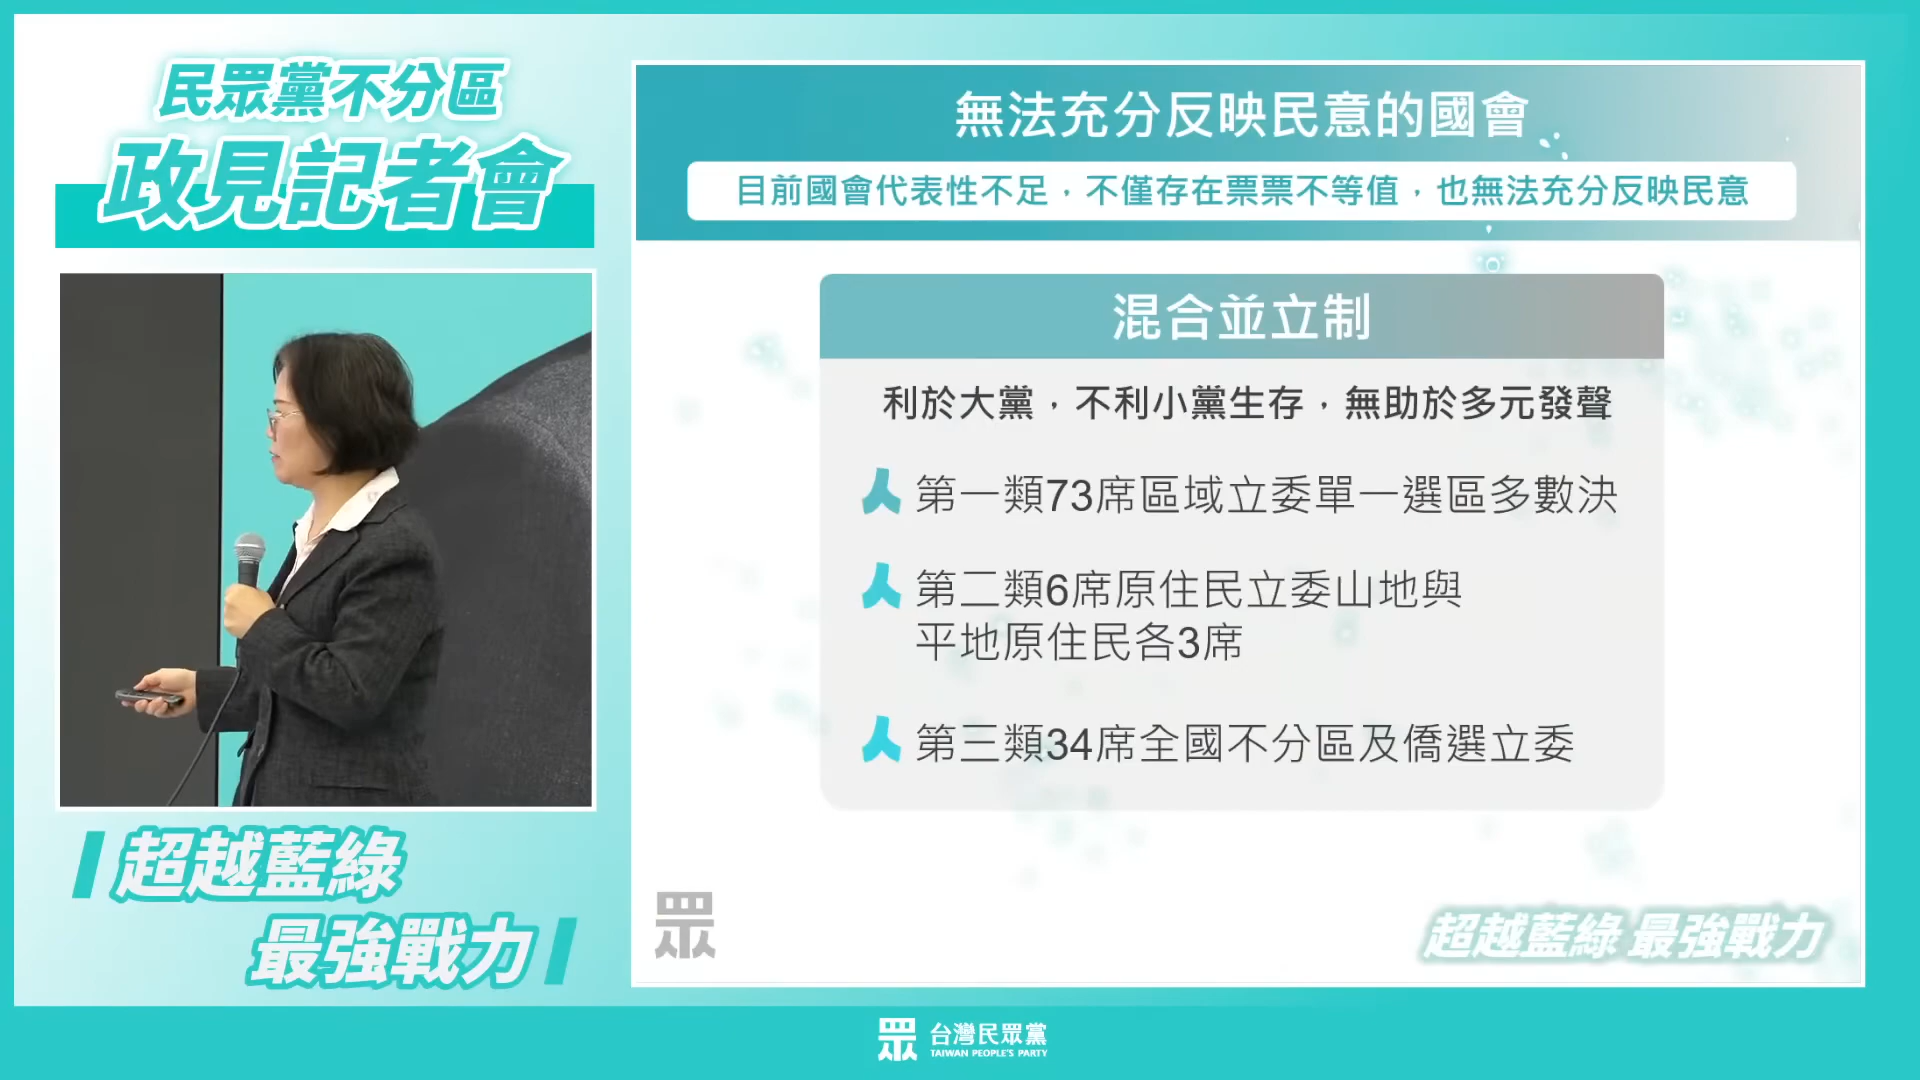 民眾黨不分區
政見記者會
超越藍綠
最強戰力
無法充分反映民意的國會
目前國會代表性不足，不僅存在票票不等值，也無法充分反映民意
混合並立制
利於大黨，不利小黨生存，無助於多元發聲
第一類73席區域立委單一選區多數決
第二類6席原住民立委山地與
平地原住民各3席
第三類34席全國不分區及僑選立委
眾
超越藍綠 最強戰力
眾 台灣民眾黨
TAIWAN PEOPLE'S PARTY